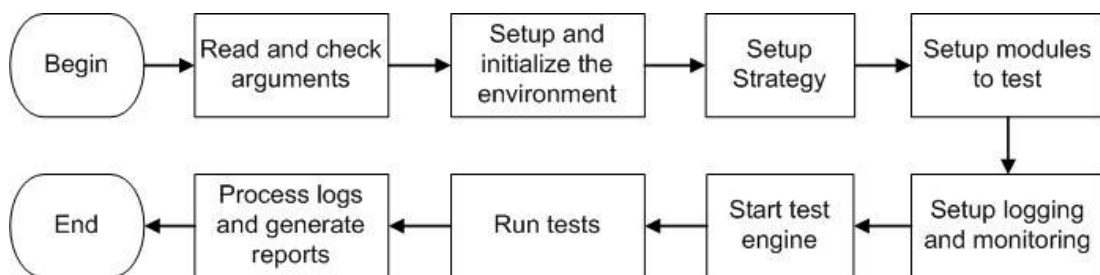 Begin
Read and check
arguments
Setup and
initialize the
environment
Setup
Strategy
Setup modules
to test
Setup logging
and monitoring
Start test
engine
Run tests
Process logs
and generate
reports
End